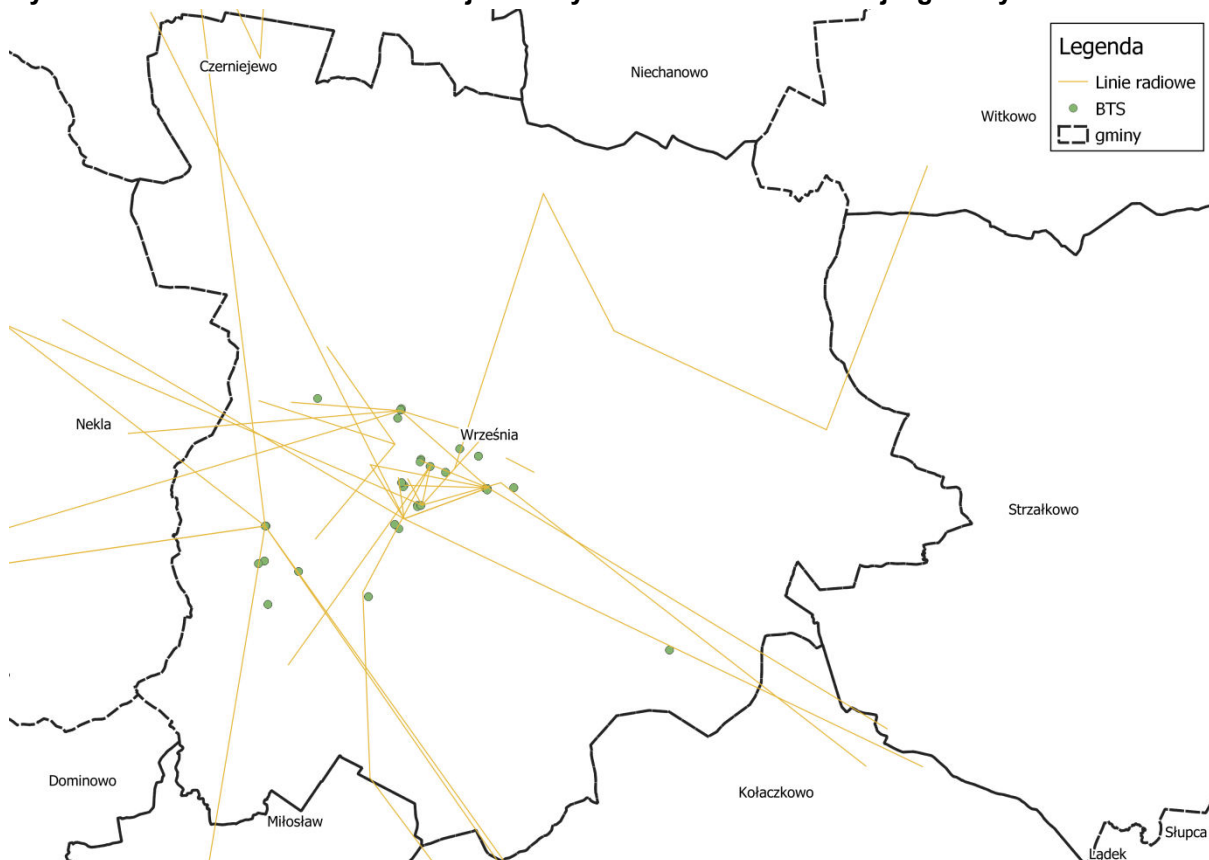 Czerniejewo
Niechanowo
Witkowo
Legenda
Linie radiowe
BTS
gminy
Nekla
Września
Strzałkowo
Dominowo
Miłosław
Kołaczkowo
Słupca
Lądek